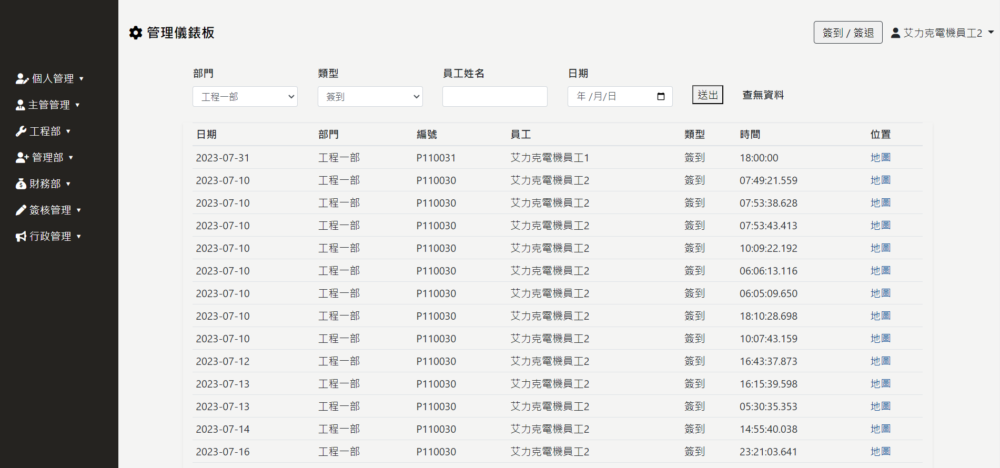 管理儀錶板
簽到 / 簽退
艾力克電機員工2
個人管理
主管管理
工程部
管理部
財務部
簽核管理
行政管理
部門 類型 員工姓名 日期
工程一部 簽到 年 /月/日 送出 查無資料
日期 部門 編號 員工 類型 時間 位置
2023-07-31 工程一部 P110031 艾力克電機員工1 簽到 18:00:00 地圖
2023-07-10 工程一部 P110030 艾力克電機員工2 簽到 07:49:21.559 地圖
2023-07-10 工程一部 P110030 艾力克電機員工2 簽到 07:53:38.628 地圖
2023-07-10 工程一部 P110030 艾力克電機員工2 簽到 07:53:43.413 地圖
2023-07-10 工程一部 P110030 艾力克電機員工2 簽到 10:09:22.192 地圖
2023-07-10 工程一部 P110030 艾力克電機員工2 簽到 06:06:13.116 地圖
2023-07-10 工程一部 P110030 艾力克電機員工2 簽到 06:05:09.650 地圖
2023-07-10 工程一部 P110030 艾力克電機員工2 簽到 18:10:28.698 地圖
2023-07-10 工程一部 P110030 艾力克電機員工2 簽到 10:07:43.159 地圖
2023-07-12 工程一部 P110030 艾力克電機員工2 簽到 16:43:37.873 地圖
2023-07-13 工程一部 P110030 艾力克電機員工2 簽到 16:15:39.598 地圖
2023-07-13 工程一部 P110030 艾力克電機員工2 簽到 05:30:35.353 地圖
2023-07-14 工程一部 P110030 艾力克電機員工2 簽到 14:55:40.038 地圖
2023-07-16 工程一部 P110030 艾力克電機員工2 簽到 23:21:03.641 地圖